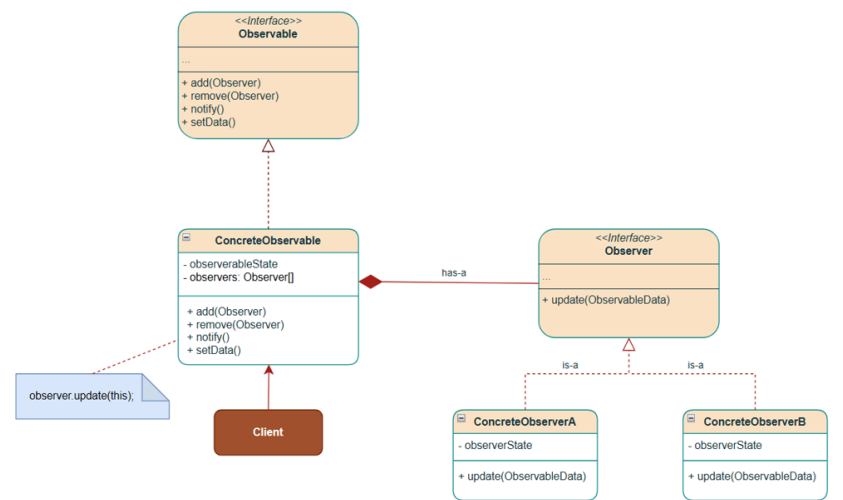 <<Interface>>
Observable
...
+ add(Observer)
+ remove(Observer)
+ notify()
+ setData()
ConcreteObservable
- observerableState
- observers: Observer[]
+ add(Observer)
+ remove(Observer)
+ notify()
+ setData()
has-a
<<Interface>>
Observer
...
+ update(ObservableData)
observer.update(this);
Client
is-a
is-a
ConcreteObserverA
- observerState
+ update(ObservableData)
ConcreteObserverB
- observerState
+ update(ObservableData)